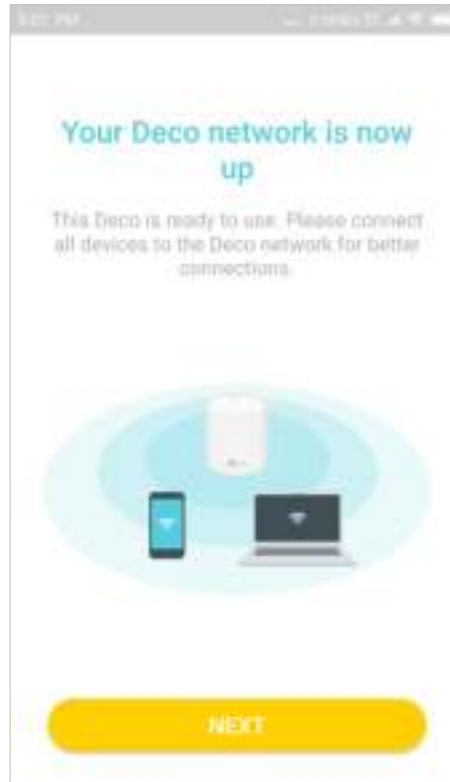 Your Deco network is now
up
This Deco is ready to use. Please connect
all devices to the Deco network for better
connections.
NEXT